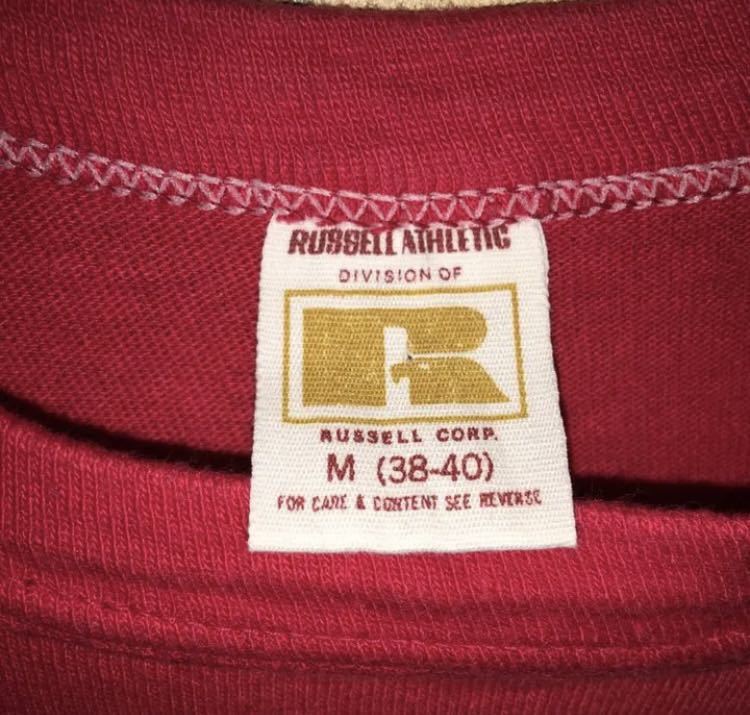 RUSSELL ATHLETIC
DIVISION OF
R
RUSSELL CORP.
M (38-40)
FOR CARE & CONTENT SEE REVERSE